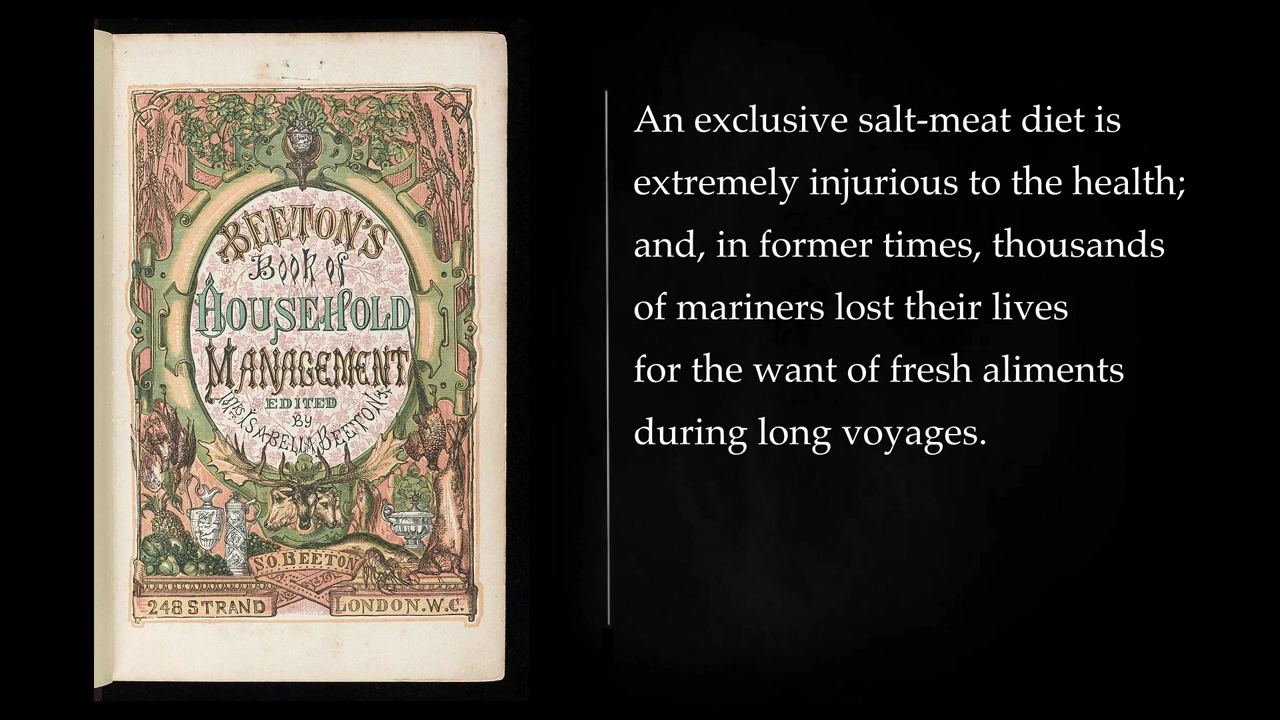 BEETON'S
Book of
HOUSEHOLD
MANAGEMENT
EDITED
BY
MRS ISABELLA BEETON
S.O. BEETON
248 STRAND
LONDON.W.C.
An exclusive salt-meat diet is
extremely injurious to the health;
and, in former times, thousands
of mariners lost their lives
for the want of fresh aliments
during long voyages.